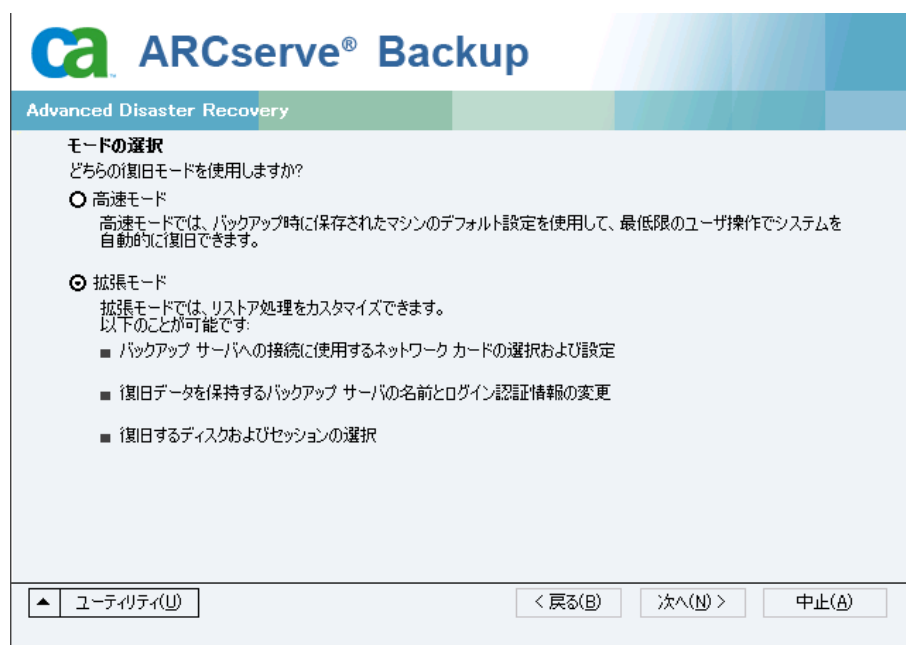 ca ARCserve® Backup
Advanced Disaster Recovery
モードの選択
どちらの復旧モードを使用しますか?
高速モード
高速モードでは、バックアップ時に保存されたマシンのデフォルト設定を使用して、最低限のユーザ操作でシステムを
自動的に復旧できます。
拡張モード
拡張モードでは、リストア処理をカスタマイズできます。
以下のことが可能です:
■ バックアップ サーバへの接続に使用するネットワーク カードの選択および設定
■ 復旧データを保持するバックアップ サーバの名前とログイン認証情報の変更
■ 復旧するディスクおよびセッションの選択
▲ ユーティリティ(U) < 戻る(B) 次へ(N) > 中止(A)